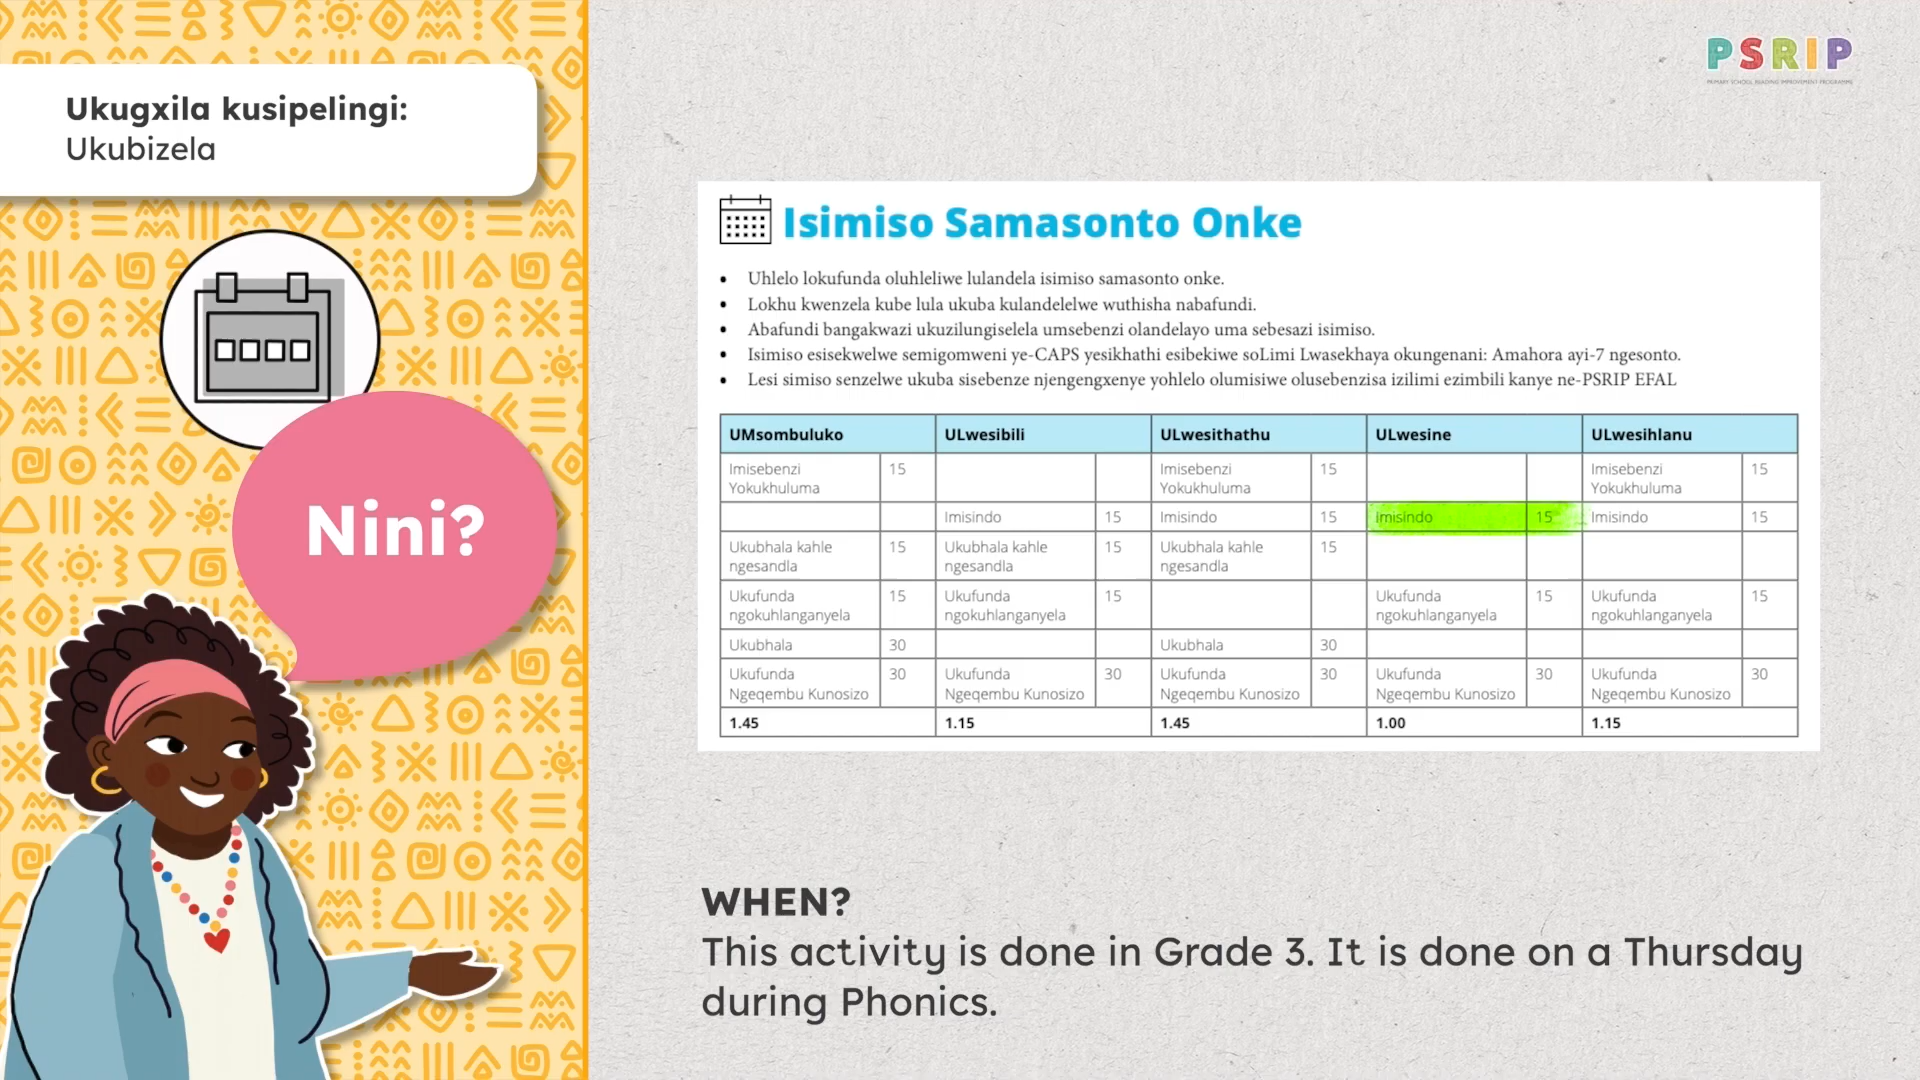 Ukugxila kusipelingi:
Ukubizela
Nini?
PSRIP
PRIMARY SCHOOL READING IMPROVEMENT PROGRAMME
Isimiso Samasonto Onke
• Uhlelo lokufunda oluhleliwe lulandela isimiso samasonto onke.
• Lokhu kwenzela kube lula ukuba kulandelelwe wuthisha nabafundi.
• Abafundi bangakwazi ukuzilungiselela umsebenzi olandelayo uma sebesazi isimiso.
• Isimiso esisekwelwe semigomweni ye-CAPS yesikhathi esibekiwe soLimi Lwasekhaya okungenani: Amahora ayi-7 ngesonto.
• Lesi simiso senzelwe ukuba sisebenze njengengxenye yohlelo olumisiwe olusebenzisa izilimi ezimbili kanye ne-PSRIP EFAL
UMsombuluko ULwesibili ULwesithathu ULwesine ULwesihlanu
Imisebenzi 15 Imisebenzi 15 Imisebenzi 15
Yokukhuluma Yokukhuluma Yokukhuluma
Imisindo 15 Imisindo 15 Imisindo 15 Imisindo 15
Ukubhala kahle 15 Ukubhala kahle 15 Ukubhala kahle 15
ngesandla ngesandla ngesandla
Ukufunda 15 Ukufunda 15 Ukufunda 15 Ukufunda 15
ngokuhlanganyela ngokuhlanganyela ngokuhlanganyela ngokuhlanganyela
Ukubhala 30 Ukubhala 30
Ukufunda 30 Ukufunda 30 Ukufunda 30 Ukufunda 30 Ukufunda 30
Ngeqembu Kunosizo Ngeqembu Kunosizo Ngeqembu Kunosizo Ngeqembu Kunosizo Ngeqembu Kunosizo
1.45 1.15 1.45 1.00 1.15
WHEN?
This activity is done in Grade 3. It is done on a Thursday
during Phonics.